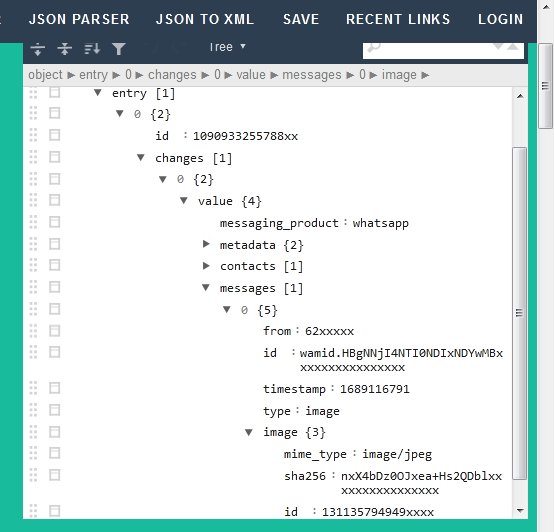 JSON PARSER JSON TO XML SAVE RECENT LINKS LOGIN
Tree
object ► entry ► 0 ► changes ► 0 ► value ► messages ► 0 ► image ►
entry [1]
0 {2}
id : 1090933255788xx
changes [1]
0 {2}
value {4}
messaging_product : whatsapp
metadata {2}
contacts [1]
messages [1]
0 {5}
from : 62xxxxx
id : wamid.HBgNNjI4NTI0NDIxNDYwMBx
xxxxxxxxxxxxxxx
timestamp : 1689116791
type : image
image {3}
mime_type : image/jpeg
sha256 : nxX4bDz0OJxea+Hs2QDblxx
xxxxxxxxxxxxxx
id : 131135794949xxxx